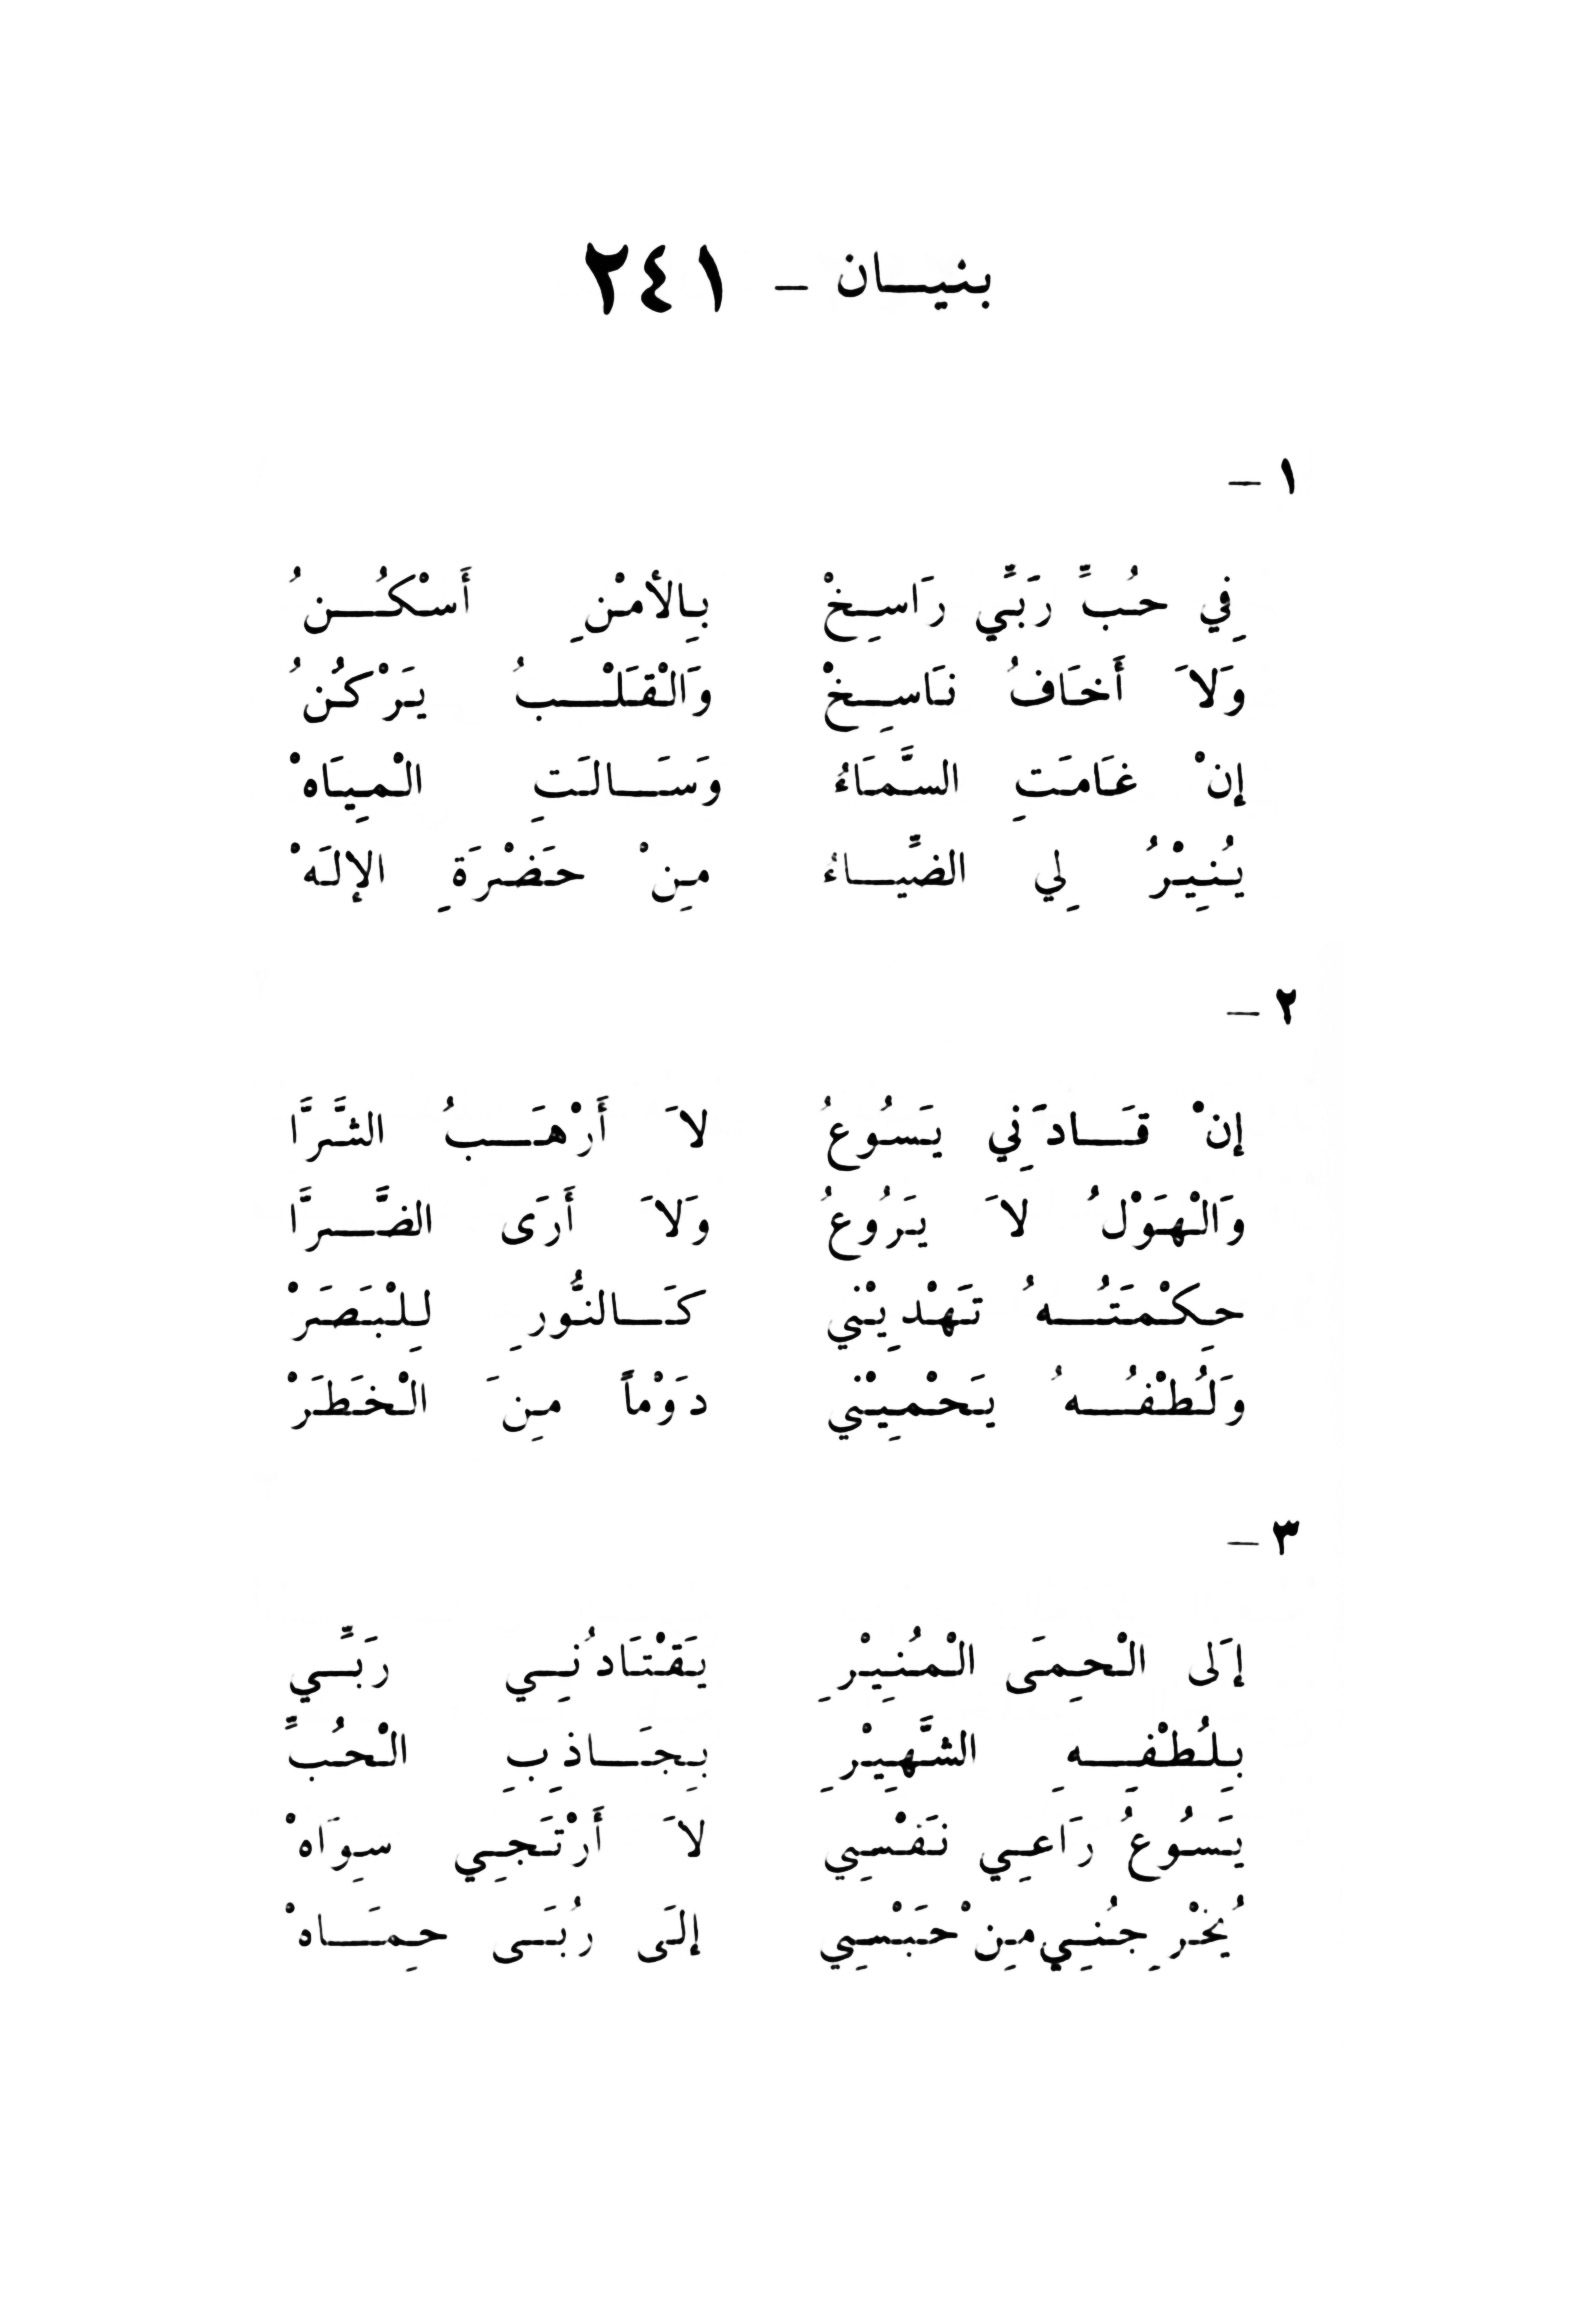 بنيان - ٢٤١
١ -
فِي حُبِّ رَبِّي رَاسِخْ بِالأَمْنِ أَسْكُنُ
وَلاَ أَخَافُ نَاسِخْ وَالْقَلْبُ يَرْكُنُ
إِنْ غَامَتِ السَّمَاءُ وَسَالَتِ الْمِيَاهْ
يُنِيْرُ لِي الضِّيَاءُ مِنْ حَضْرَةِ الإِلَهْ
٢ -
إِنْ قَادَنِي يَسُوعُ لاَ أَرْهَبُ الشَّرَّا
وَالْهَوْلُ لاَ يَرُوعُ وَلاَ أَرَى الضَّرَّا
حِكْمَتُهُ تَهْدِيْنِي كَالنُّورِ لِلْبَصَرْ
وَلُطْفُهُ يَحْمِيْنِي دَوْماً مِنَ الْخَطَرْ
٣ -
إِلَى الْحِمَى الْمُنِيْرِ يَقْتَادُنِي رَبِّي
بِلُطْفِهِ الشَّهِيْرِ بِجَاذِبِ الْحُبِّ
يَسُوعُ رَاعِي نَفْسِي لاَ أَرْتَجِي سِوَاهْ
يُخْرِجُنِي مِنْ حَبْسِي إِلَى رُبَى حِمَاهْ